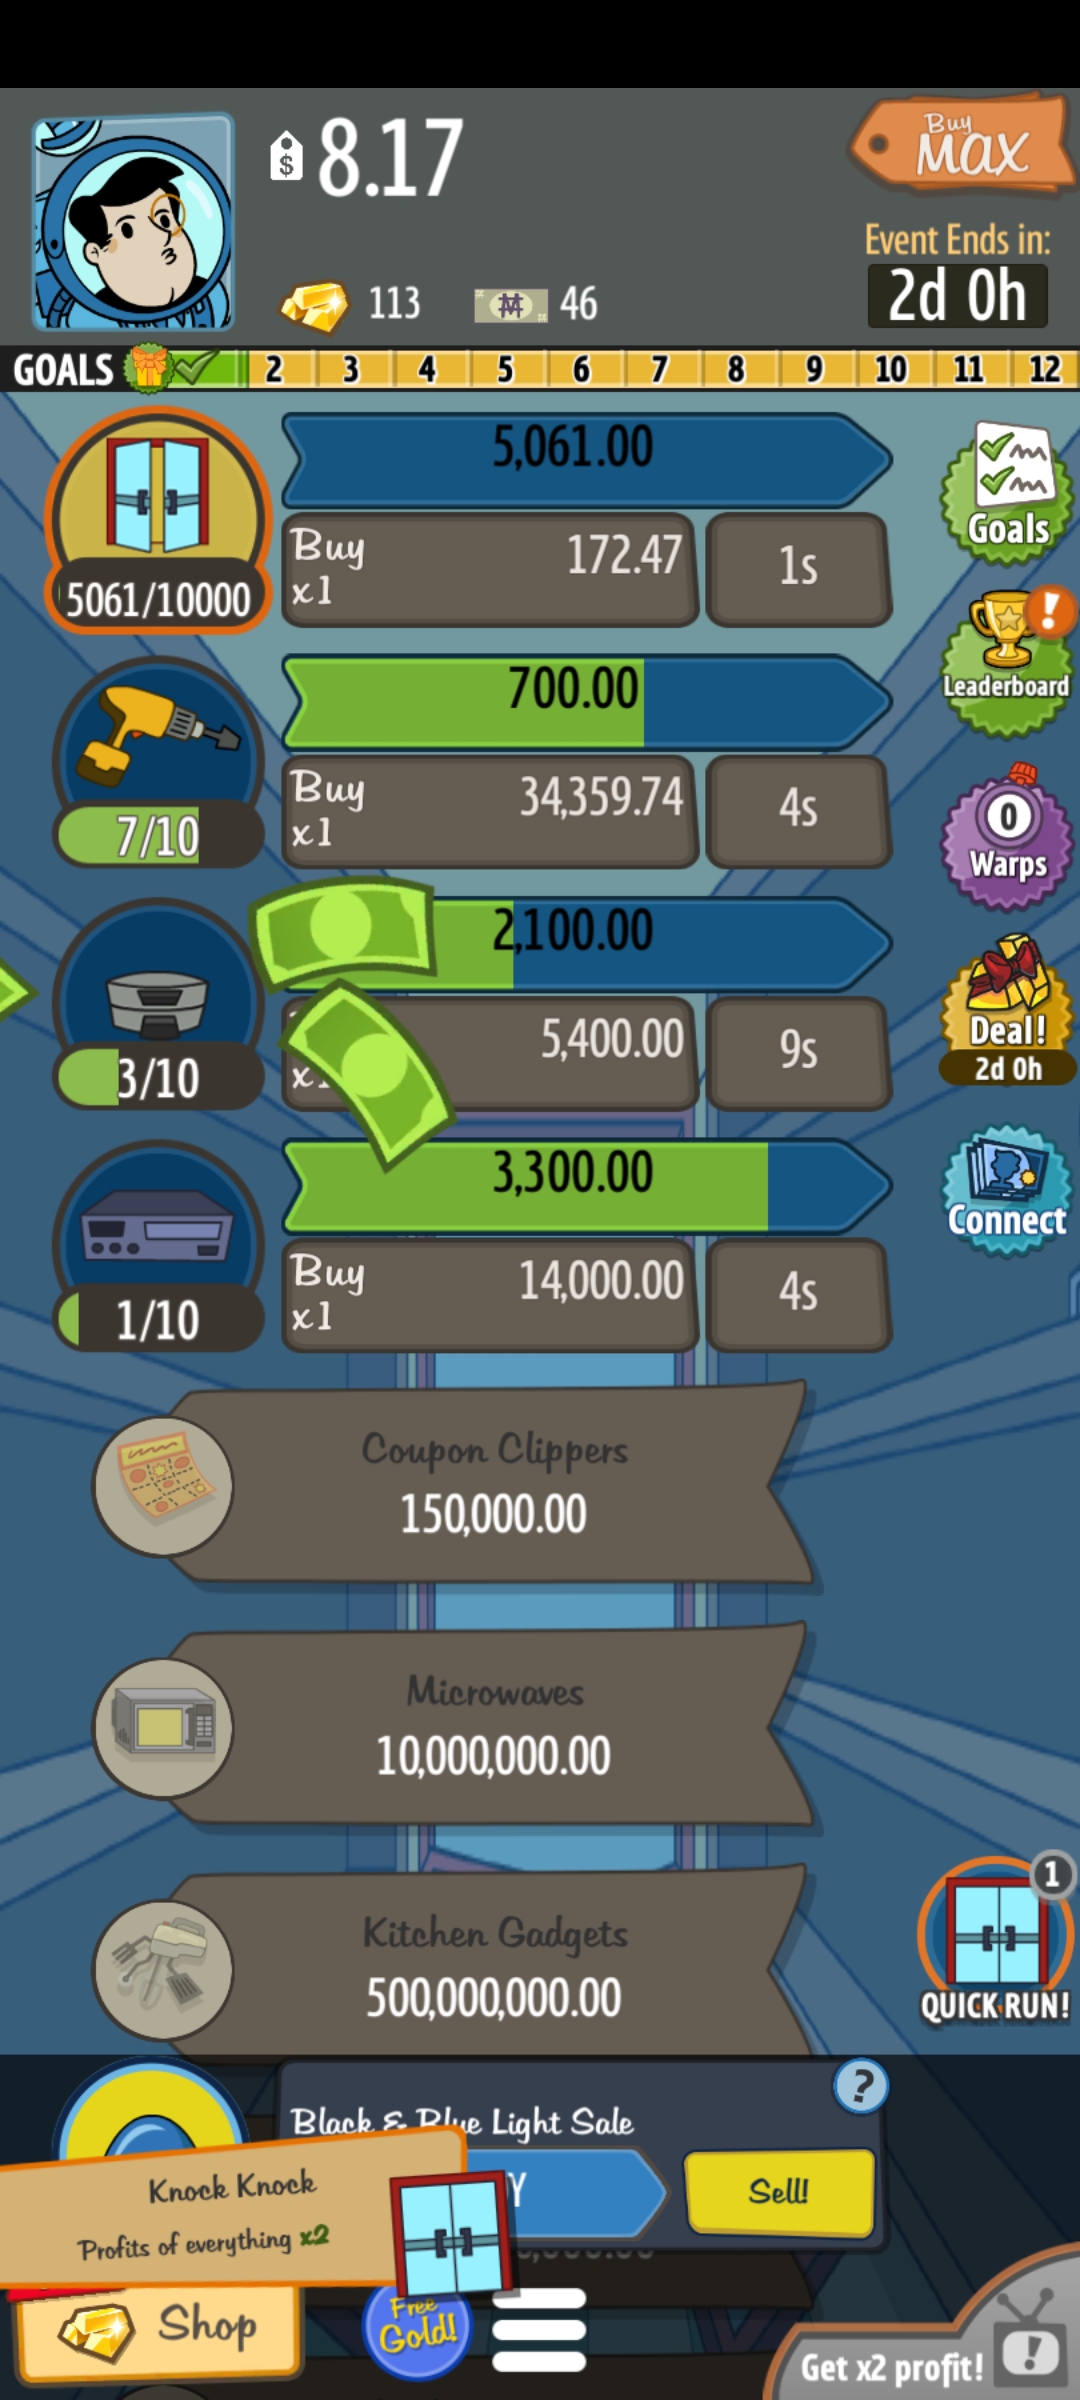 8.17
Buy
MAX
113
46
Event Ends in:
2d 0h
GOALS 2 3 4 5 6 7 8 9 10 11 12
5,061.00
Buy
x1
172.47
1s
5061/10000
Goals
700.00
Buy
x1
34,359.74
4s
7/10
!
Leaderboard
0
Warps
2,100.00
5,400.00
9s
3/10
Deal!
2d 0h
3,300.00
Buy
x1
14,000.00
4s
1/10
Connect
Coupon Clippers
150,000.00
Microwaves
10,000,000.00
Kitchen Gadgets
500,000,000.00
1
QUICK RUN!
?
Black & Blue Light Sale
Sell!
Knock Knock
Profits of everything x2
Shop
Free
Gold!
Get x2 profit!
!